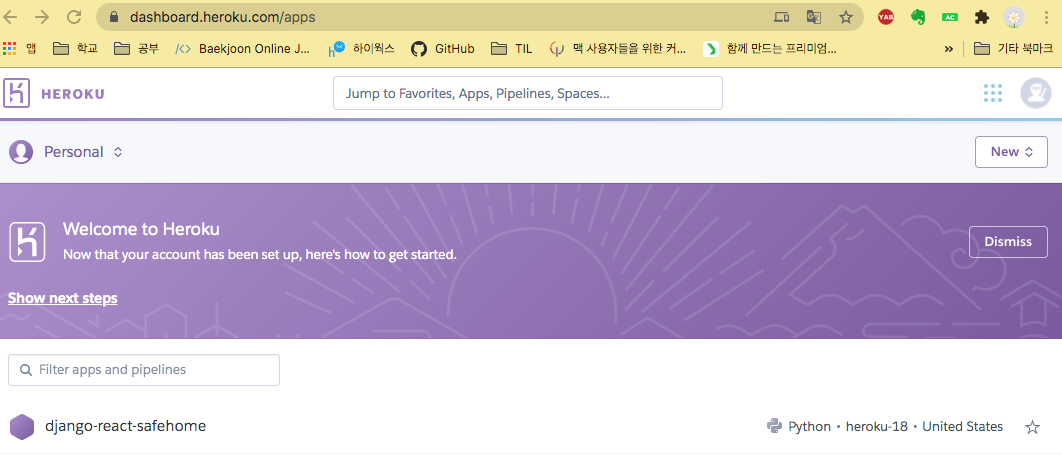 dashboard.heroku.com/apps
YAB
AC
앱 학교 공부 </> Baekjoon Online J... 하이웍스 GitHub TIL 맥 사용자들을 위한 커... 함께 만드는 프리미엄... » 기타 북마크
HEROKU
Jump to Favorites, Apps, Pipelines, Spaces...
Personal
New
Welcome to Heroku
Now that your account has been set up, here's how to get started.
Dismiss
Show next steps
Filter apps and pipelines
django-react-safehome
Python • heroku-18 • United States